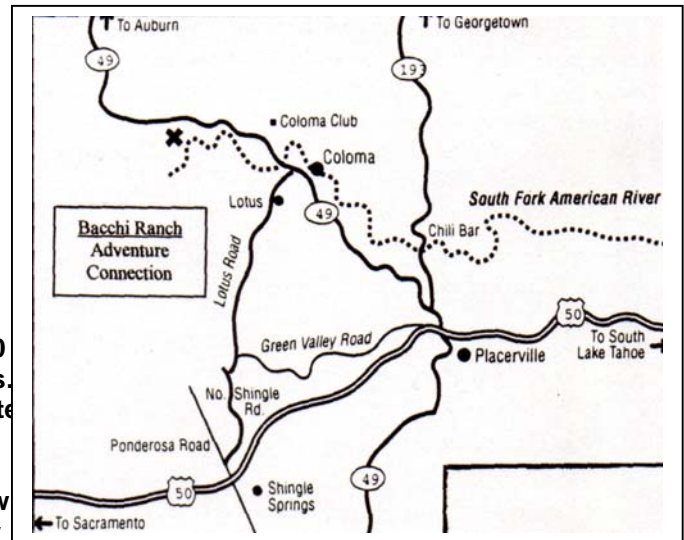 To Auburn
To Georgetown
49
193
Coloma Club
Coloma
South Fork American River
Lotus
49
Chili Bar
Bacchi Ranch
Adventure
Connection
Lotus Road
50
Green Valley Road
To South
Lake Tahoe
Placerville
No. Shingle
Rd.
Ponderosa Road
50
Shingle
Springs
49
To Sacramento